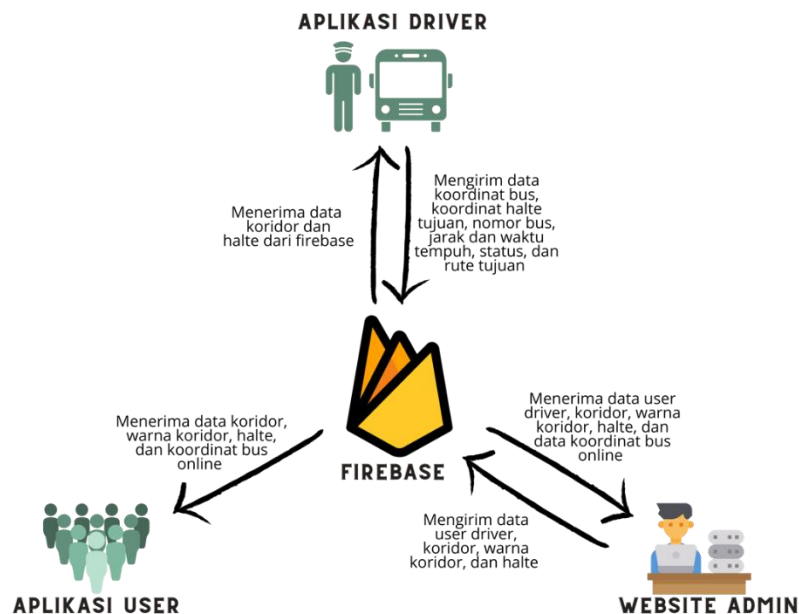 APLIKASI DRIVER
Menerima data
koridor dan
halte dari firebase
Mengirim data
koordinat bus,
koordinat halte
tujuan, nomor bus,
jarak dan waktu
tempuh, status, dan
rute tujuan
Menerima data koridor,
warna koridor, halte,
dan koordinat bus
online
FIREBASE
Menerima data user
driver, koridor, warna
koridor, halte, dan
data koordinat bus
online
Mengirim data
user driver,
koridor, warna
koridor, dan halte
APLIKASI USER
WEBSITE ADMIN